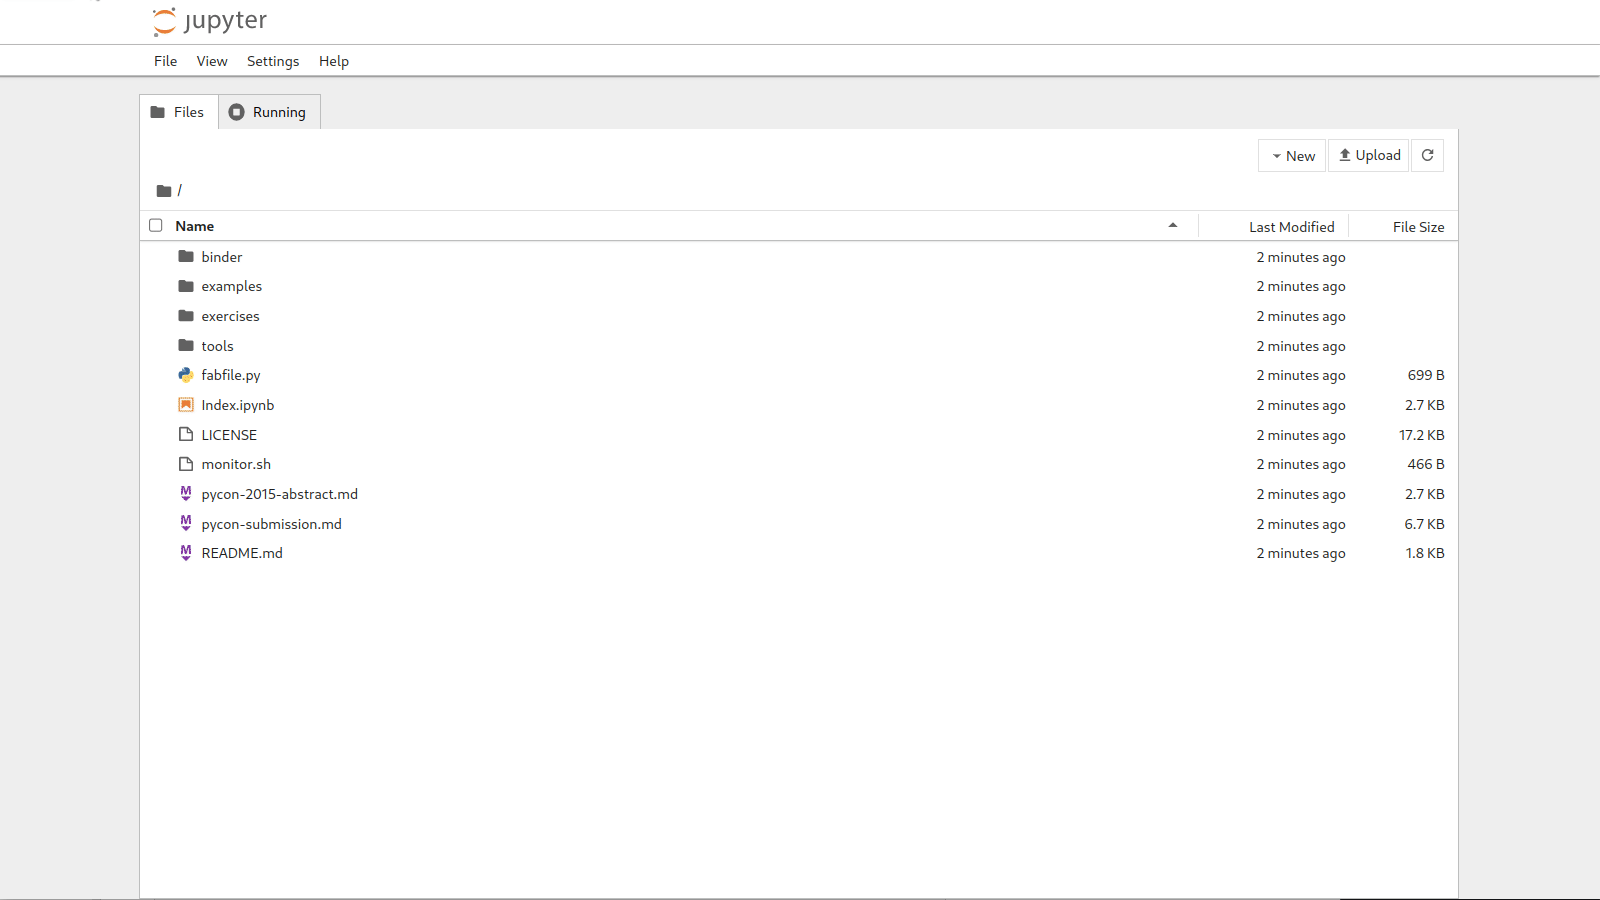 jupyter
File View Settings Help
Files Running
New Upload
/
Name Last Modified File Size
binder 2 minutes ago
examples 2 minutes ago
exercises 2 minutes ago
tools 2 minutes ago
fabfile.py 2 minutes ago 699 B
Index.ipynb 2 minutes ago 2.7 KB
LICENSE 2 minutes ago 17.2 KB
monitor.sh 2 minutes ago 466 B
pycon-2015-abstract.md 2 minutes ago 2.7 KB
pycon-submission.md 2 minutes ago 6.7 KB
README.md 2 minutes ago 1.8 KB